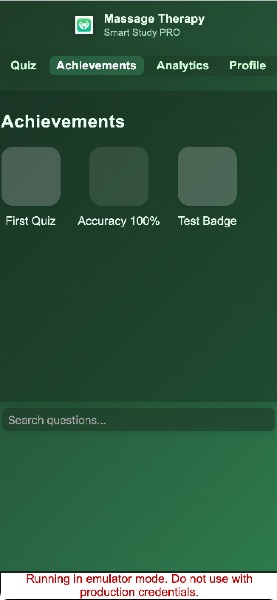 Massage Therapy
Smart Study PRO
Quiz Achievements Analytics Profile
Achievements
First Quiz Accuracy 100% Test Badge
Search questions...
Running in emulator mode. Do not use with
production credentials.